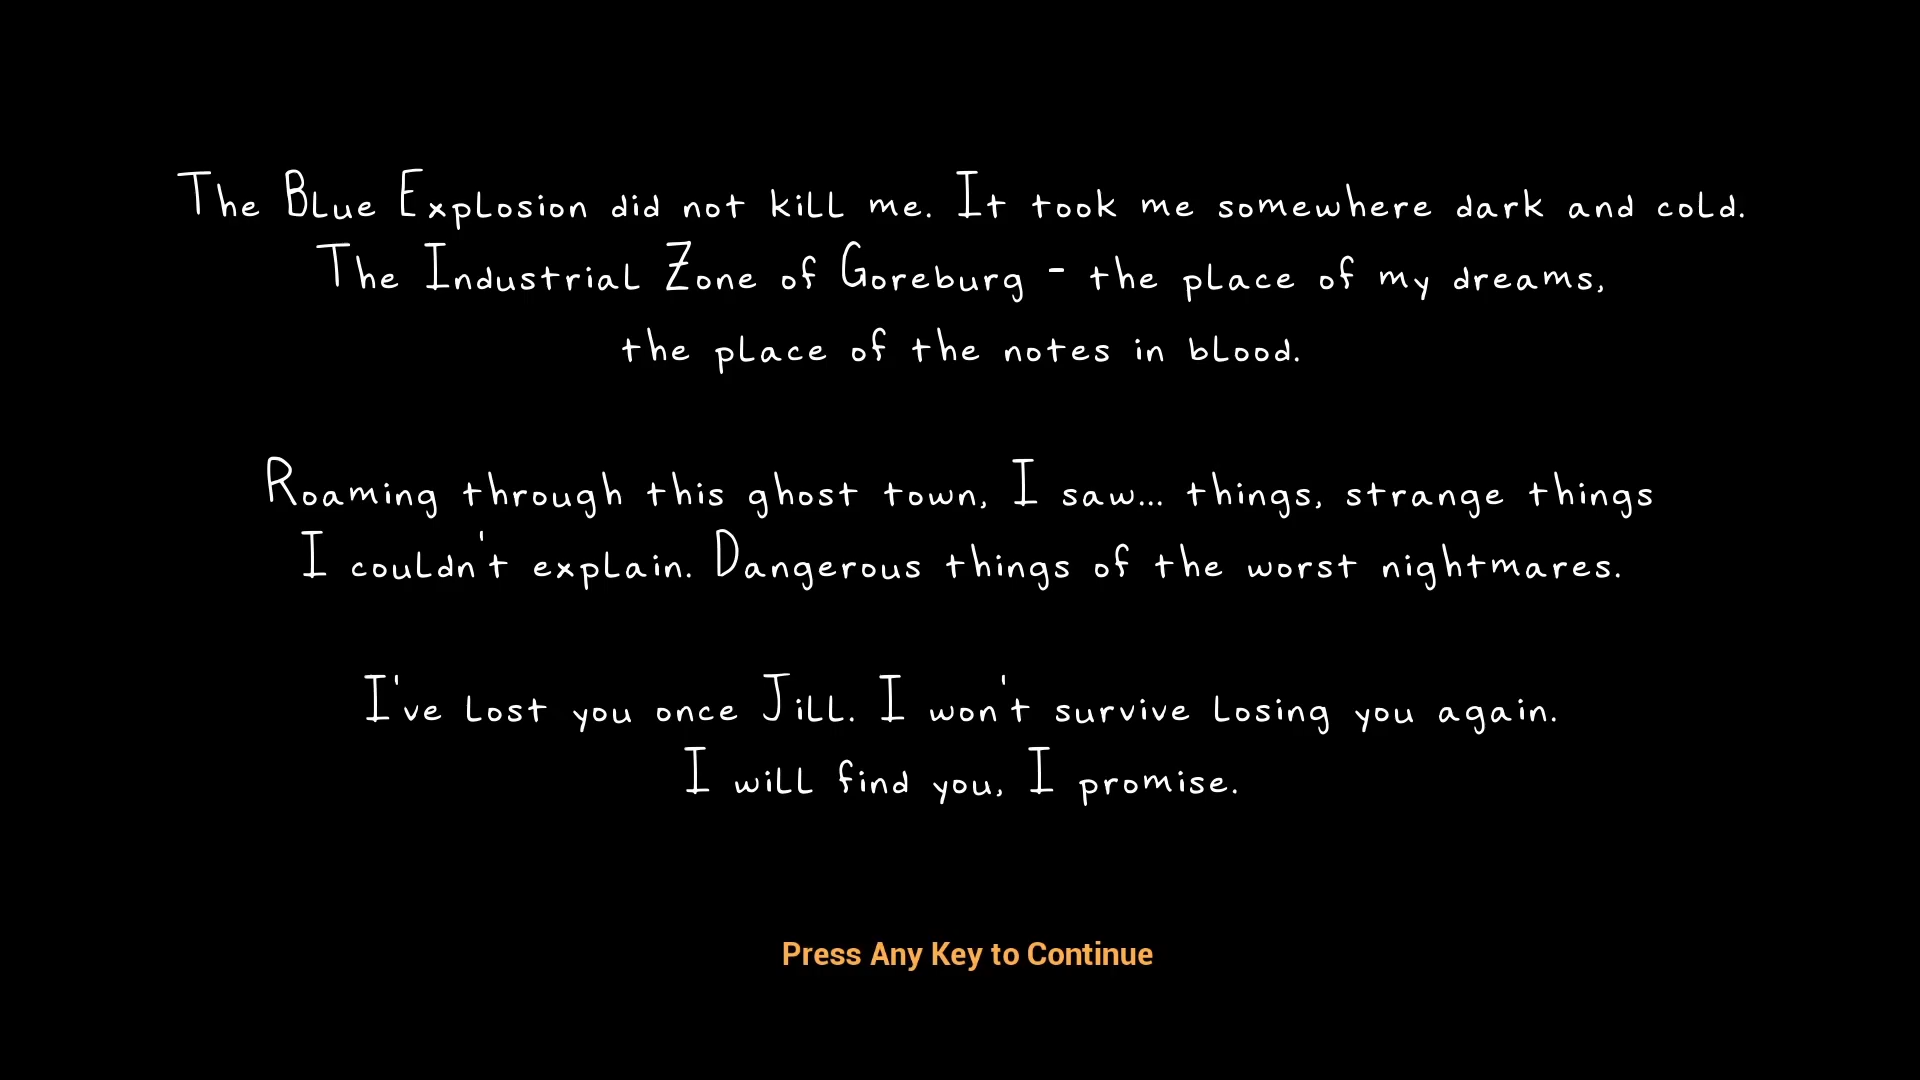 The Blue Explosion did not kill me. It took me somewhere dark and cold.
The Industrial Zone of Goreburg - the place of my dreams,
the place of the notes in blood.
Roaming through this ghost town, I saw... things, strange things
I couldn't explain. Dangerous things of the worst nightmares.
I've lost you once Jill. I won't survive losing you again.
I will find you, I promise.
Press Any Key to Continue